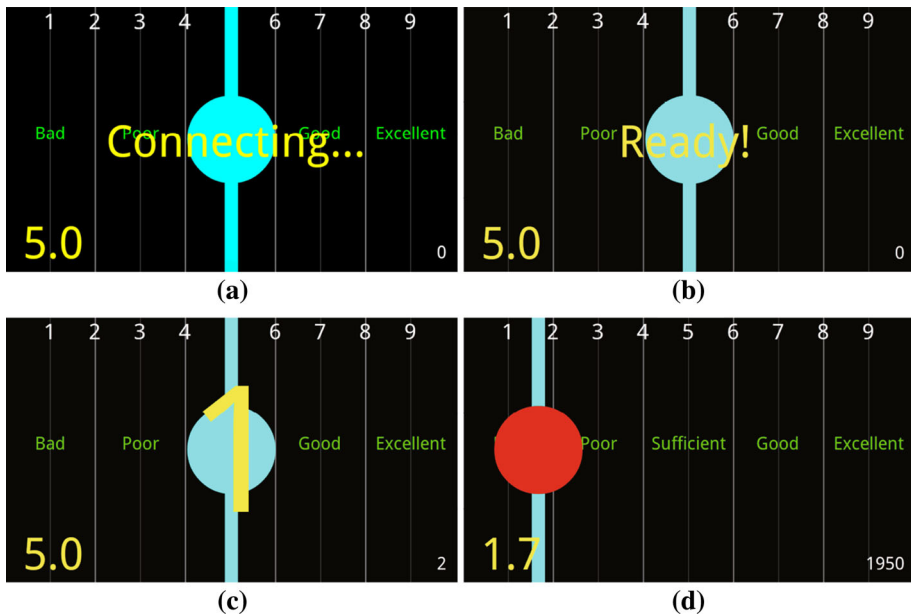 1 2 3 4 6 7 8 9
Bad Poor Good Excellent
Connecting...
5.0
0
(a)
1 2 3 4 6 7 8 9
Bad Poor Good Excellent
Ready!
5.0
0
(b)
1 2 3 4 6 7 8 9
Bad Poor Good Excellent
1
5.0
2
(c)
1 2 3 4 5 6 7 8 9
Poor Sufficient Good Excellent
1.7
1950
(d)